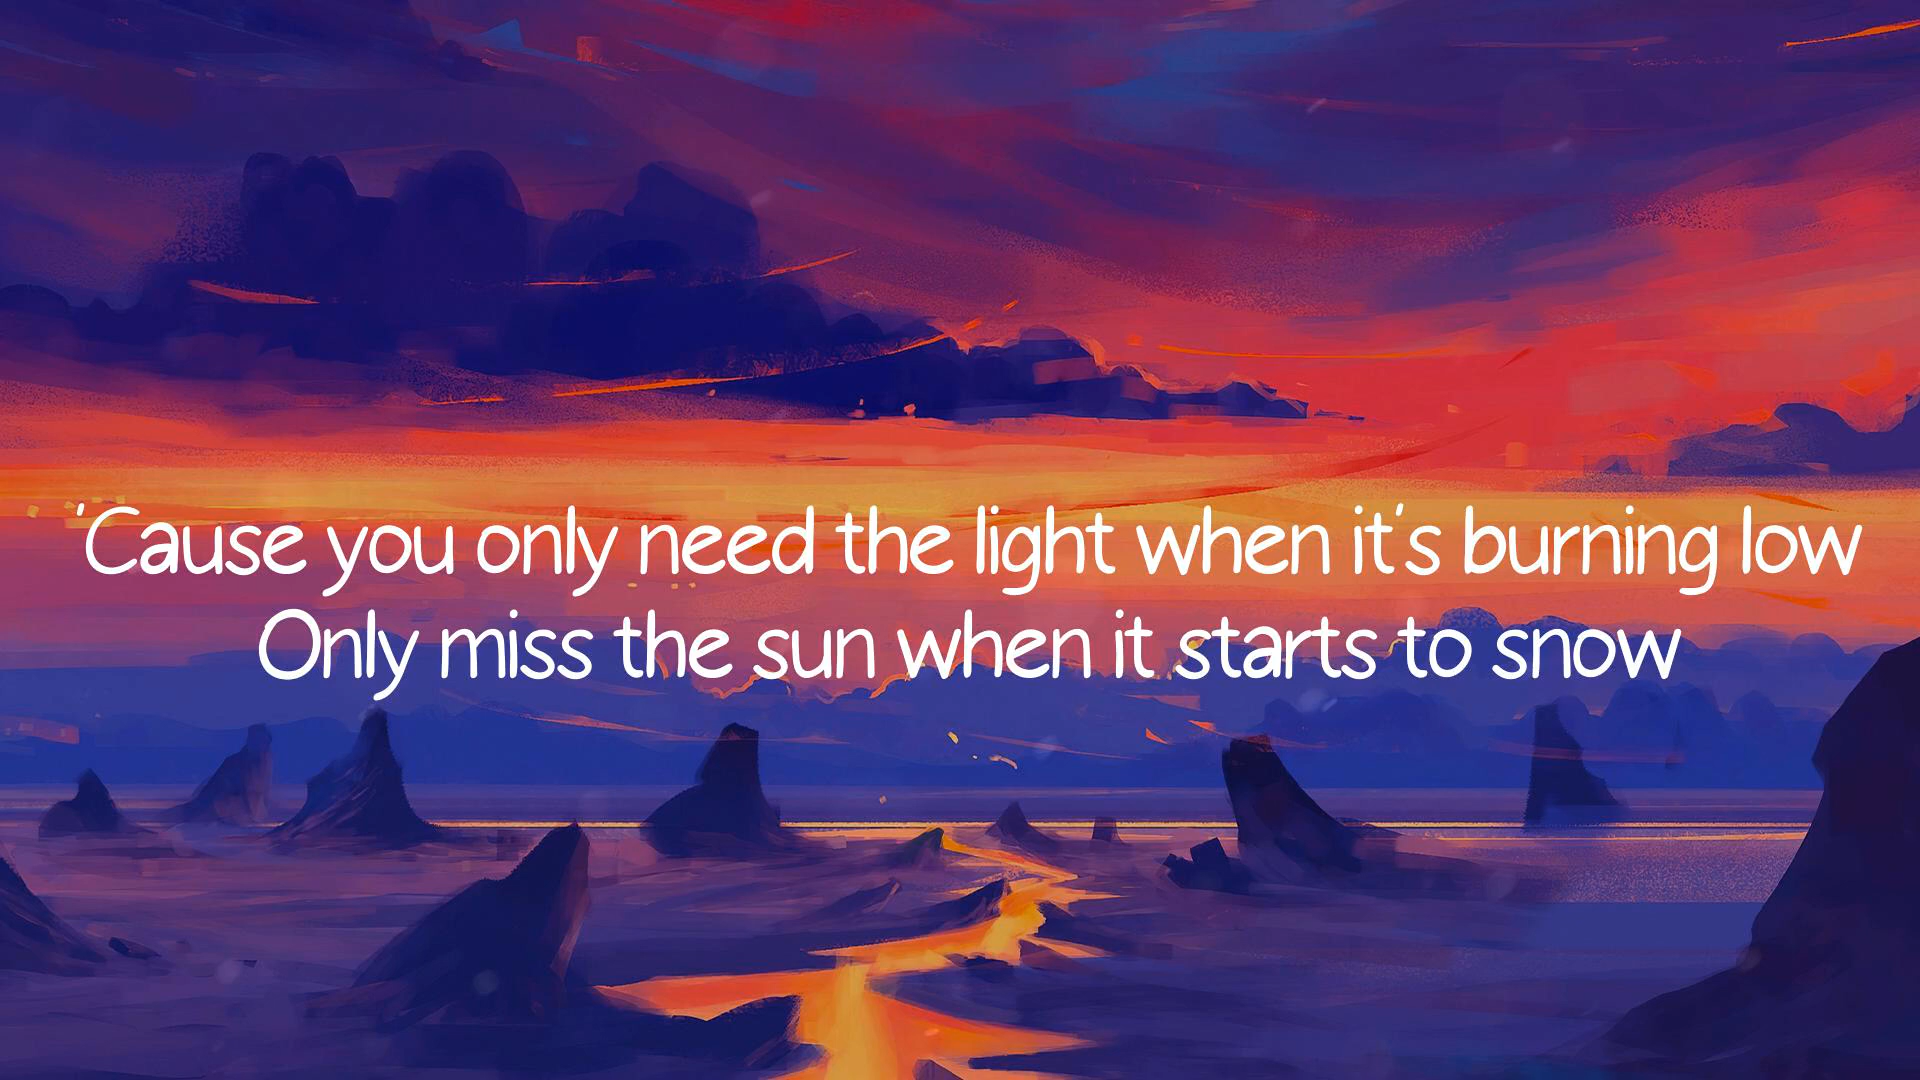 'Cause you only need the light when it's burning low
Only miss the sun when it starts to snow